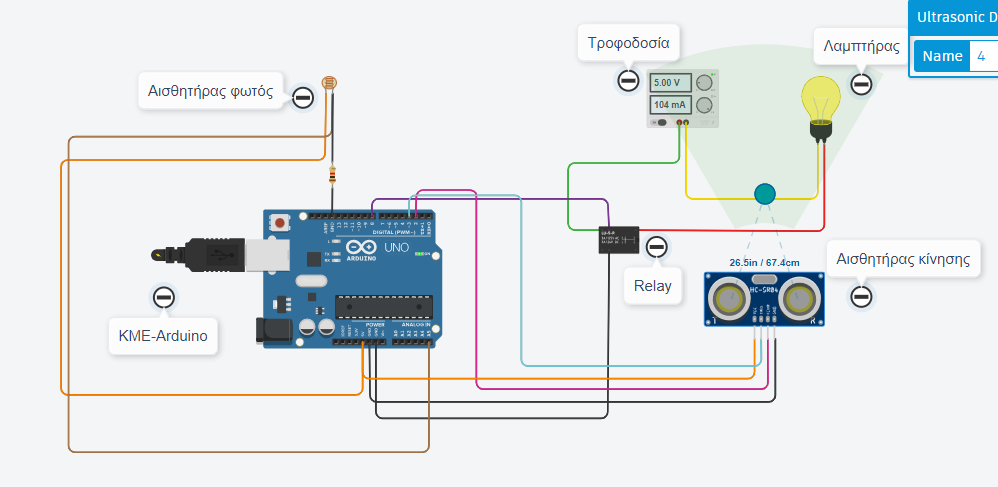 Ultrasonic D
Name 4
Τροφοδοσία
Λαμπτήρας
Αισθητήρας φωτός
5.00 V
104 mA
DIGITAL (PWM~)
UNO
ARDUINO
Relay
26.5in / 67.4cm
Αισθητήρας κίνησης
HC-SR04
T
R
ΚΜΕ-Arduino
POWER
ANALOG IN